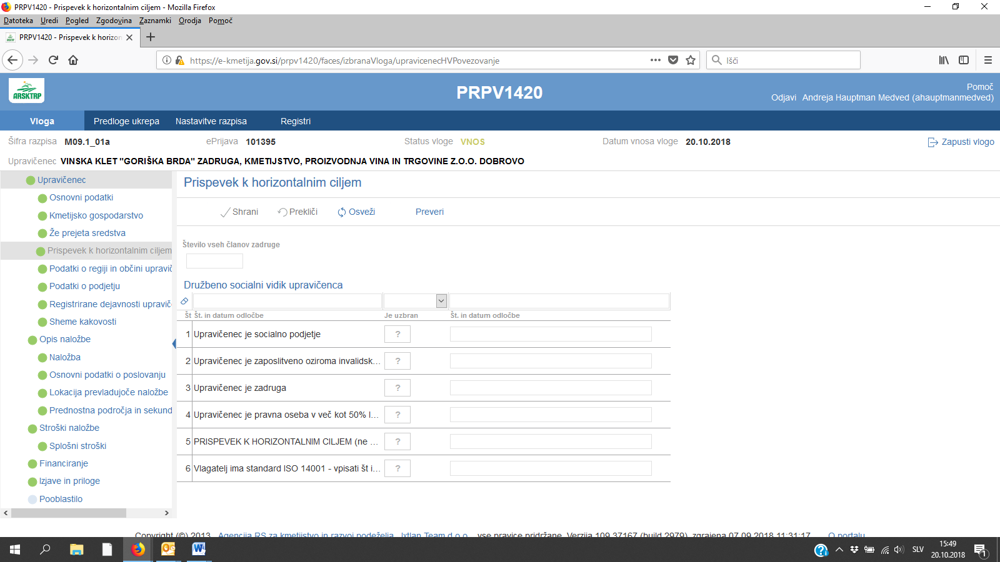 PRPV1420 - Prispevek k horizontalnim ciljem - Mozilla Firefox
Datoteka Uredi Pogled Zgodovina Zaznamki Orodja Pomoč
PRPV1420 - Prispevek k horizon
https://e-kmetija.gov.si/prpv1420/faces/izbranaVloga/upravicenecHVPovezovanje
Išči
ARSKTRP
PRPV1420
Pomoč
Odjavi Andreja Hauptman Medved (ahauptmanmedved)
Vloga Predloge ukrepa Nastavitve razpisa Registri
Šifra razpisa M09.1_01a ePrijava 101395 Status vloge VNOS Datum vnosa vloge 20.10.2018 Zapusti vlogo
Upravičenec VINSKA KLET "GORIŠKA BRDA" ZADRUGA, KMETIJSTVO, PROIZVODNJA VINA IN TRGOVINE Z.O.O. DOBROVO
Upravičenec
Osnovni podatki
Kmetijsko gospodarstvo
Že prejeta sredstva
Prispevek k horizontalnim ciljem
Podatki o regiji in občini upravič
Podatki o podjetju
Registrirane dejavnosti upravič
Sheme kakovosti
Opis naložbe
Naložba
Osnovni podatki o poslovanju
Lokacija prevladujoče naložbe
Prednostna področja in sekund
Stroški naložbe
Splošni stroški
Financiranje
Izjave in priloge
Pooblastilo
Prispevek k horizontalnim ciljem
Shrani Prekliči Osveži Preveri
Število vseh članov zadruge
Družbeno socialni vidik upravičenca
Št Št. in datum odločbe Je uzbran Št. in datum odločbe
1 Upravičenec je socialno podjetje ?
2 Upravičenec je zaposlitveno oziroma invalidsk... ?
3 Upravičenec je zadruga ?
4 Upravičenec je pravna oseba v več kot 50% l... ?
5 PRISPEVEK K HORIZONTALNIM CILJEM (ne ... ?
6 Vlagatelj ima standard ISO 14001 - vpisati št i... ?
Copyright (©) 2013 Agencija RS za kmetijstvo in razvoj podeželja, Ixtlan Team d.o.o., vse pravice pridržane. Verzija 109.37167 (build 2979), zgrajena 07.09.2018 11:31:17 O portalu
SLV
15:49
20.10.2018
1